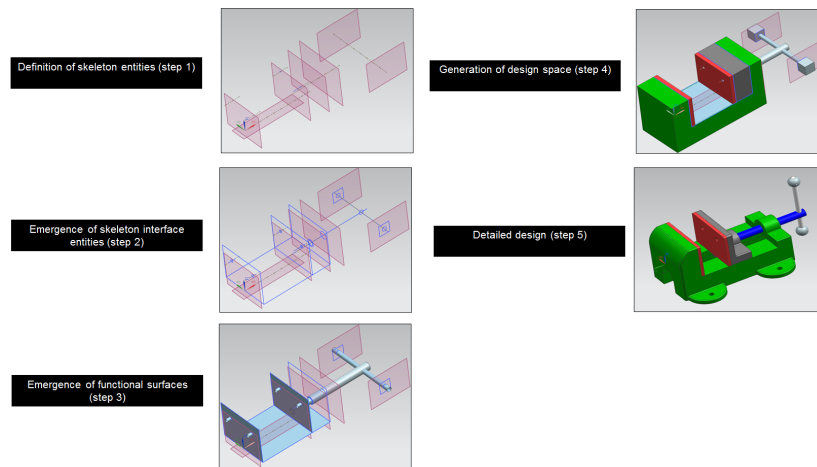 Definition of skeleton entities (step 1)
Emergence of skeleton interface
entities (step 2)
Emergence of functional surfaces
(step 3)
Generation of design space (step 4)
Detailed design (step 5)